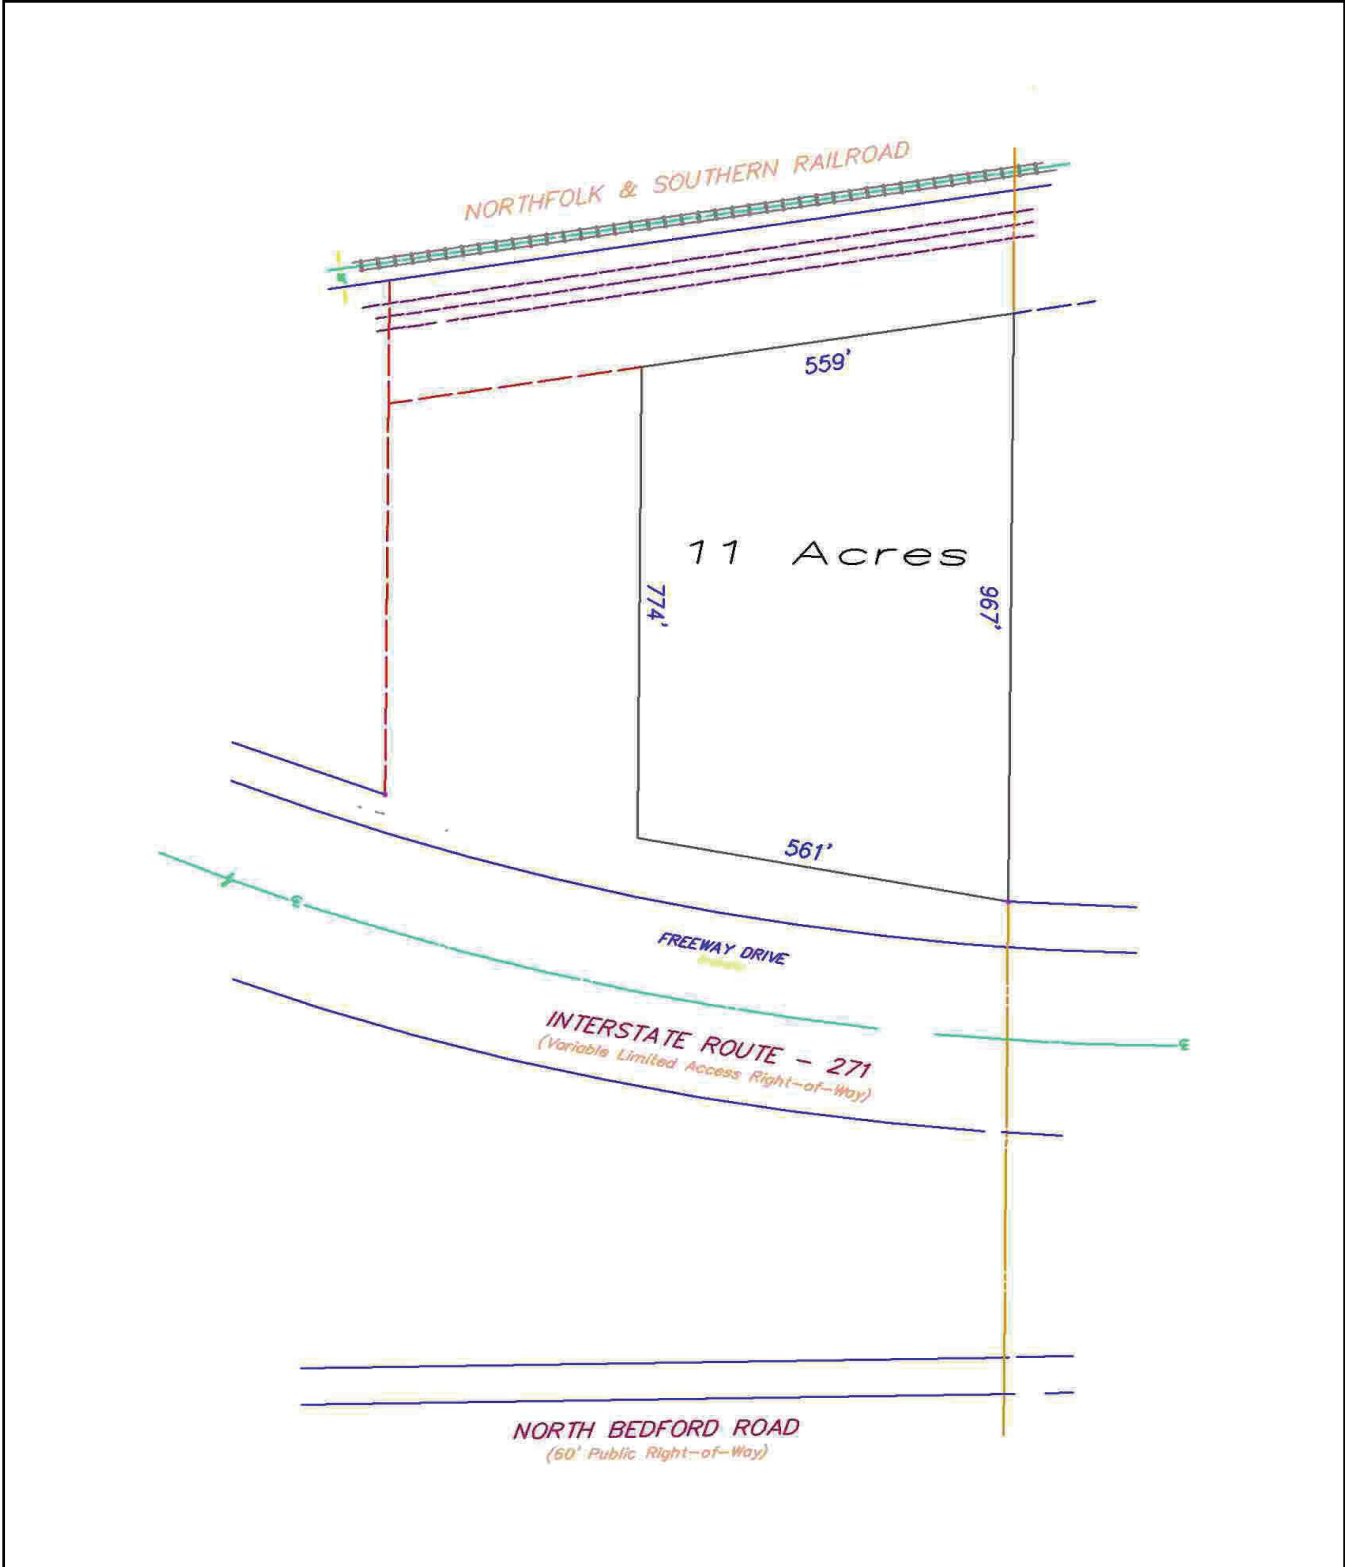 NORTHFOLK & SOUTHERN RAILROAD
559'
11 Acres
774'
967'
561'
FREEWAY DRIVE
INTERSTATE ROUTE - 271
(Variable Limited Access Right-of-Way)
NORTH BEDFORD ROAD
(60' Public Right-of-Way)